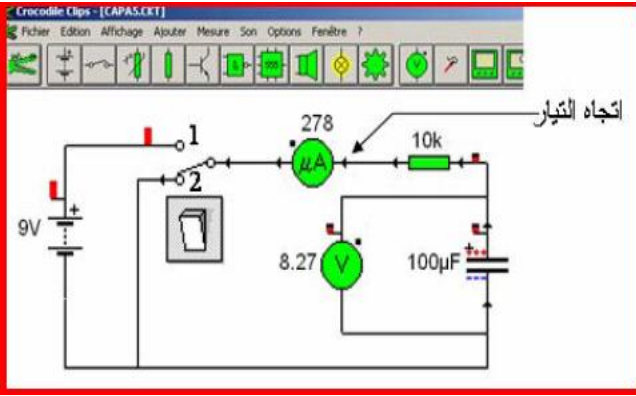 Crocodile Clips - [CAPA5.CKT]
Fichier Edition Affichage Ajouter Mesure Son Options Fenêtre ?
اتجاه التيار
1
278
10k
µA
2
9V
8.27
V
100µF